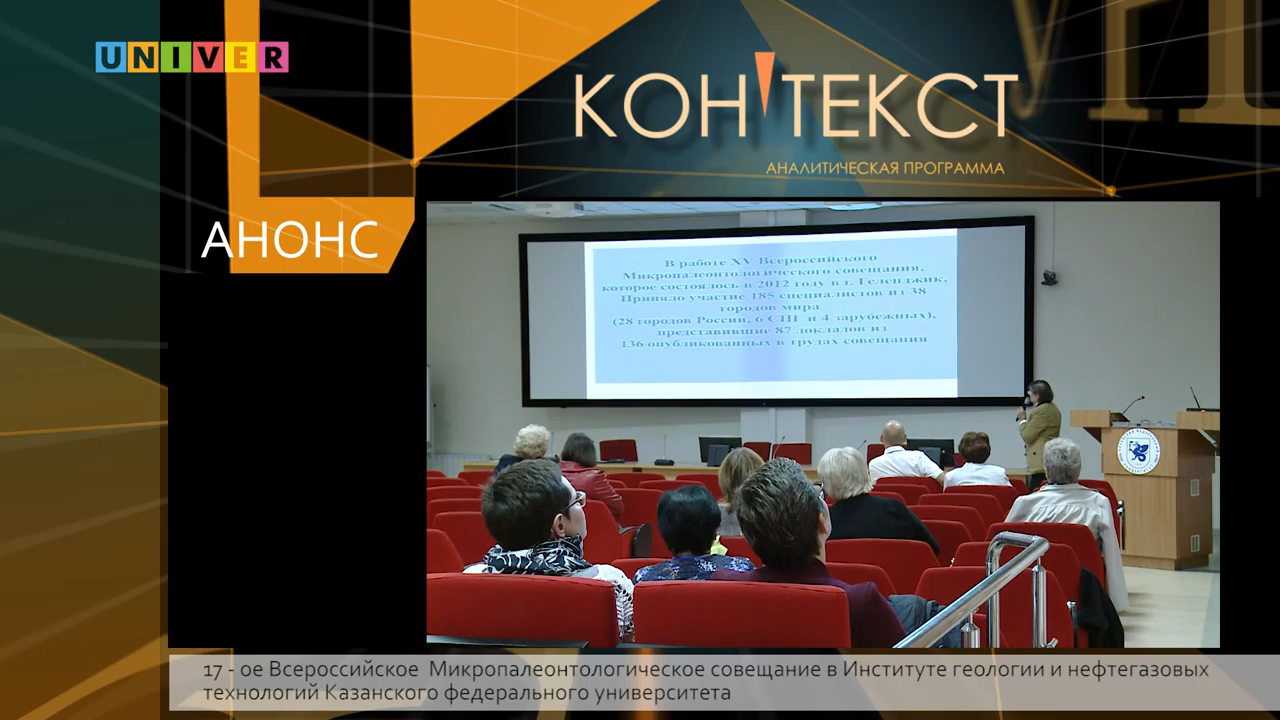 UNIVER
КОН'ТЕКСТ
АНАЛИТИЧЕСКАЯ ПРОГРАММА
АНОНС
В работе XV Всероссийского
Микропалеонтологического совещания,
которое состоялось в 2012 году в г. Геленджик,
Приняло участие 185 специалистов из 38
городов мира
(28 городов России, 6 СНГ и 4 зарубежных),
представившие 87 докладов из
136 опубликованных в трудах совещания
17 - ое Всероссийское Микропалеонтологическое совещание в Институте геологии и нефтегазовых
технологий Казанского федерального университета